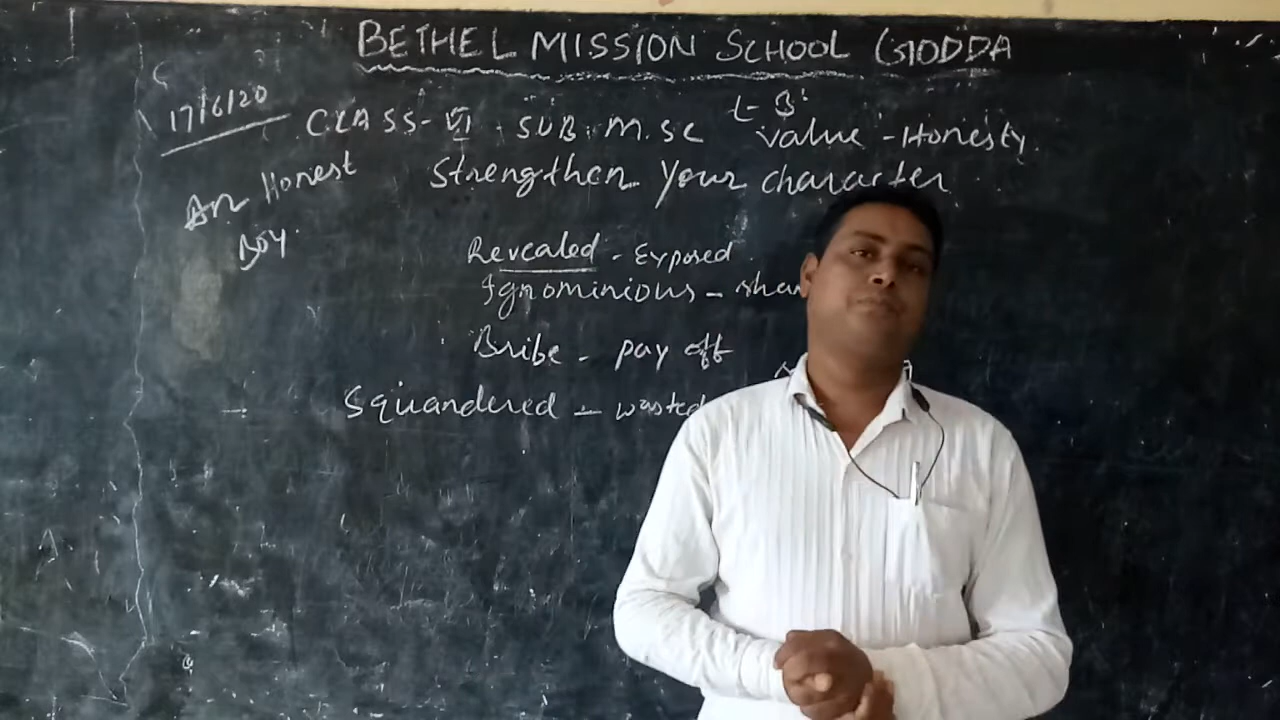 BETHEL MISSION SCHOOL GODDA
17/6/20 CLASS-VI SUB: M.SC L-3: Value - Honesty.
An Honest Boy.
Strengthen your character
Revealed - Exposed.
Ignominious -
Bribe - pay off
Squandered - wasted